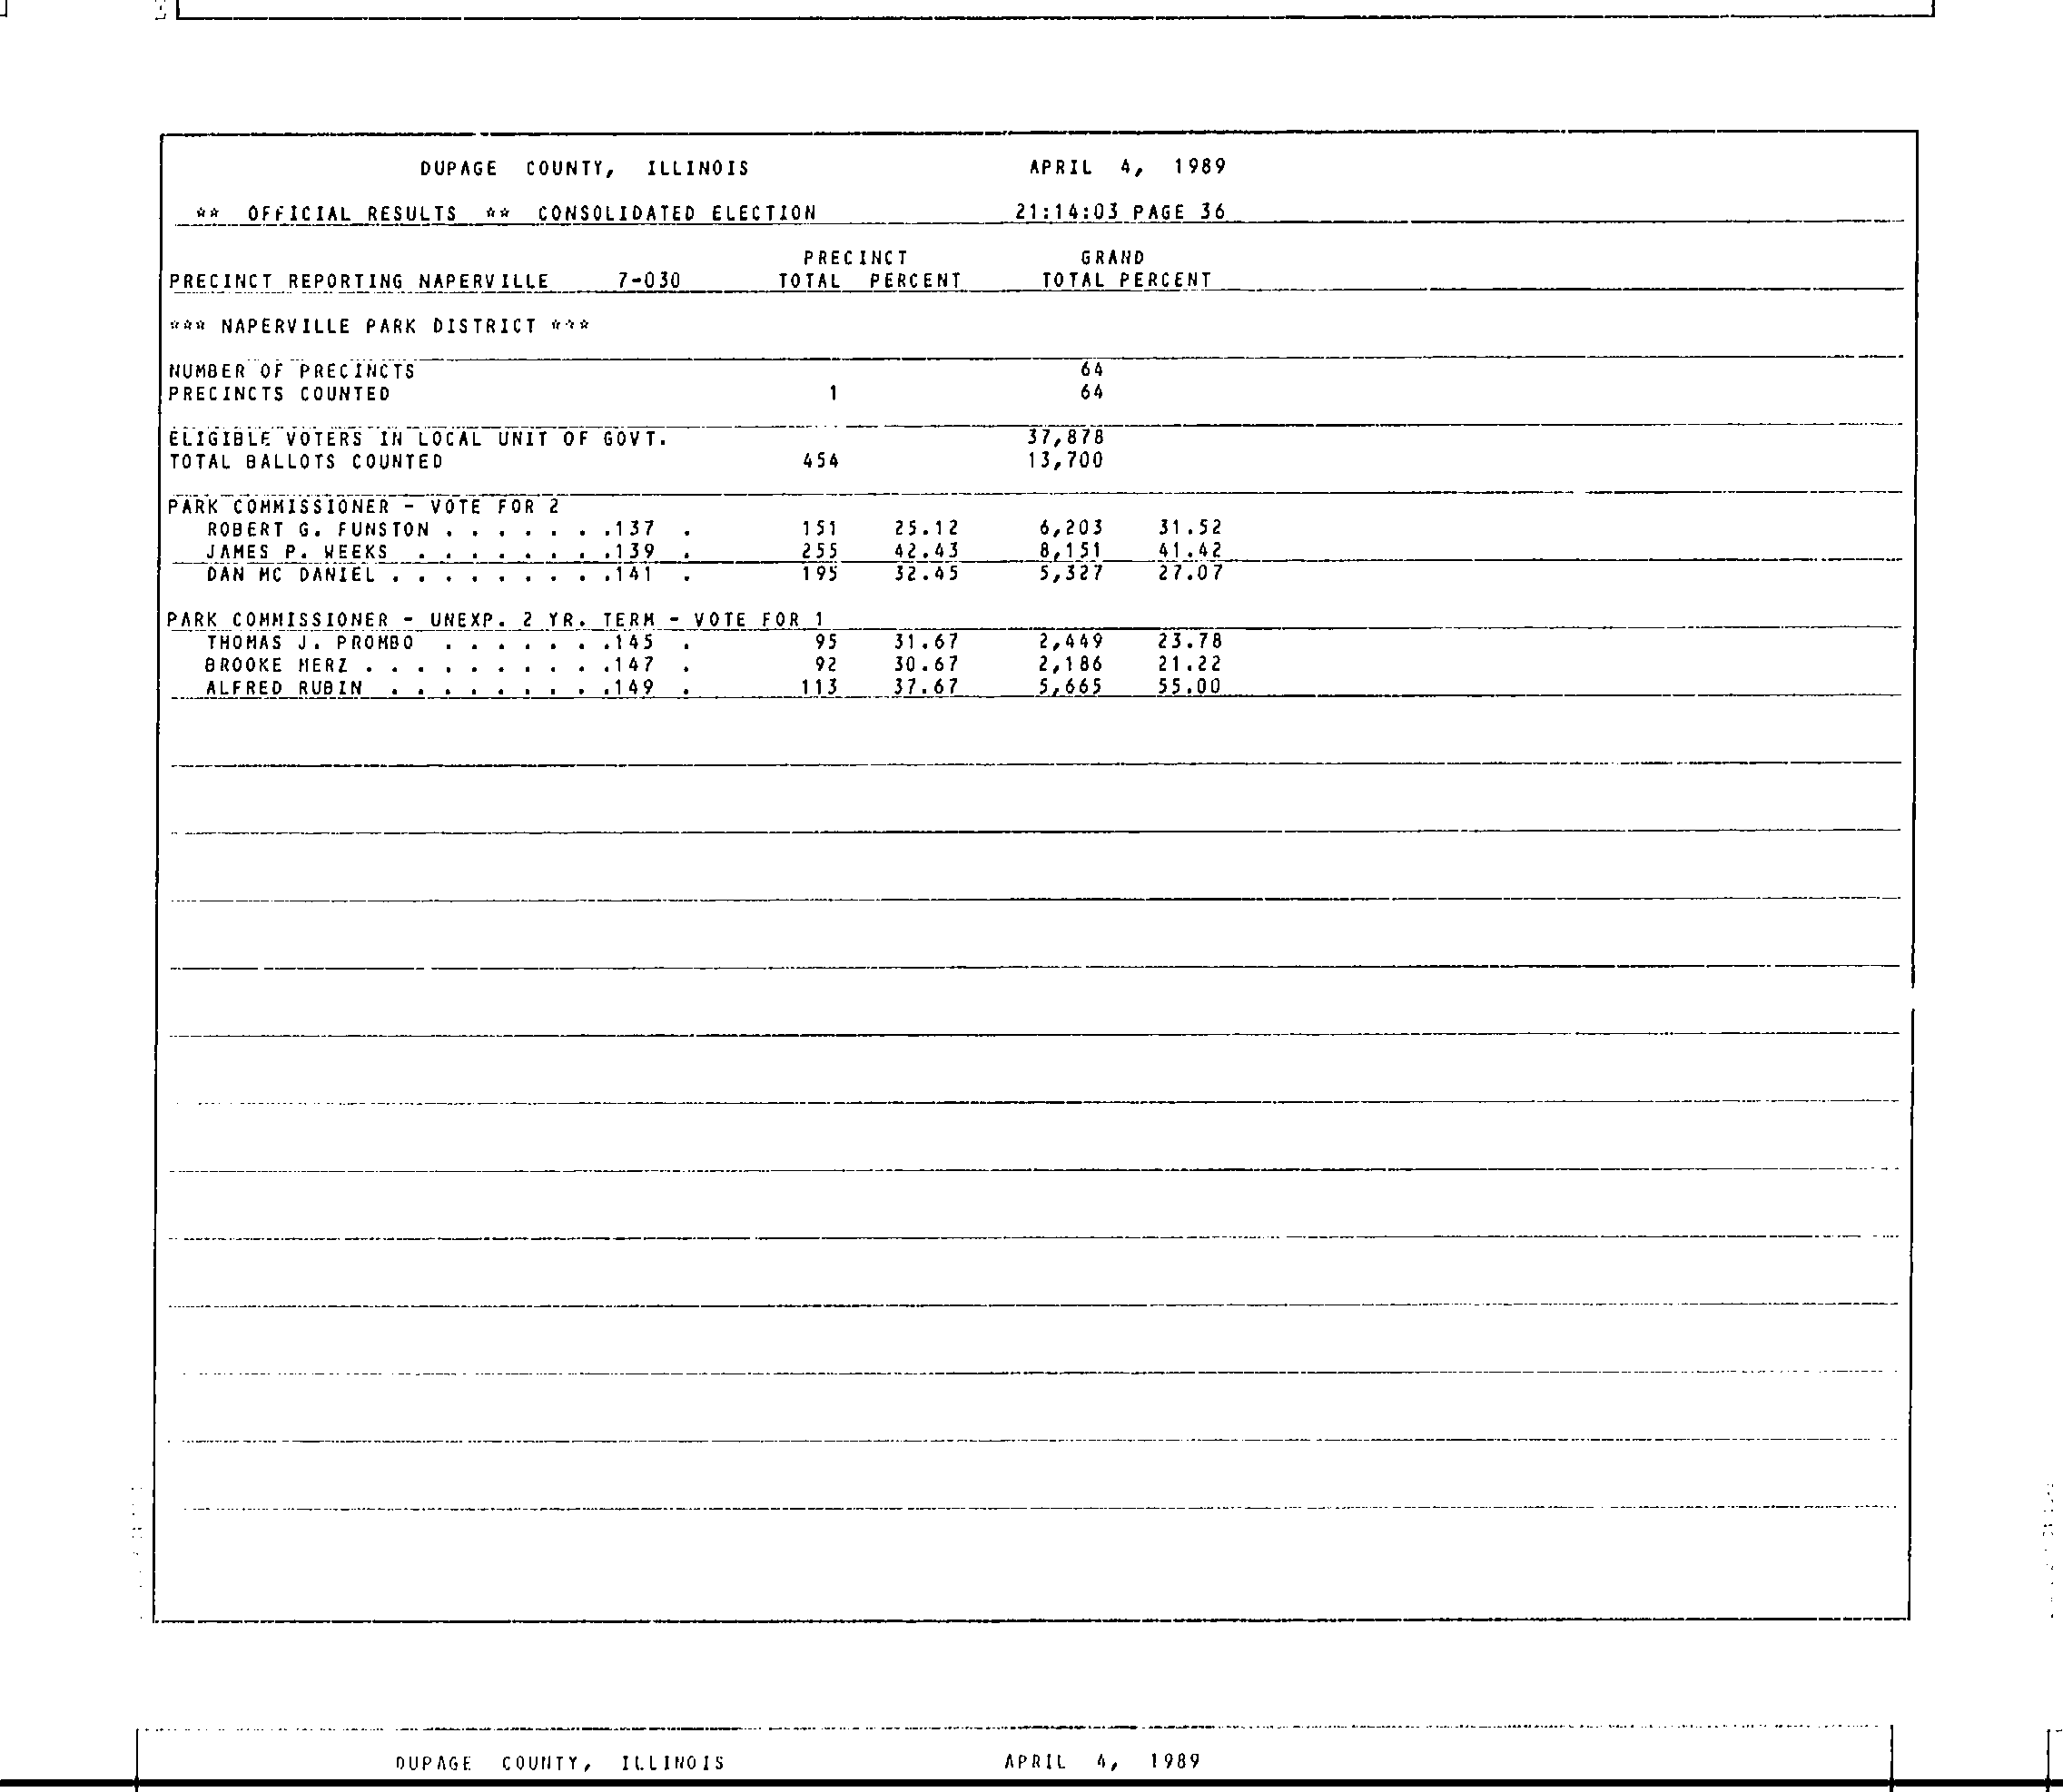 DUPAGE COUNTY, ILLINOIS APRIL 4, 1989
** OFFICIAL RESULTS ** CONSOLIDATED ELECTION 21:14:03 PAGE 36
PRECINCT GRAND
PRECINCT REPORTING NAPERVILLE 7-030 TOTAL PERCENT TOTAL PERCENT
*** NAPERVILLE PARK DISTRICT ***
NUMBER OF PRECINCTS 64
PRECINCTS COUNTED 1 64
ELIGIBLE VOTERS IN LOCAL UNIT OF GOVT. 37,878
TOTAL BALLOTS COUNTED 454 13,700
PARK COMMISSIONER - VOTE FOR 2
ROBERT G. FUNSTON . . . . . . .137 . 151 25.12 6,203 31.52
JAMES P. WEEKS . . . . . . . .139 . 255 42.43 8,151 41.42
DAN MC DANIEL . . . . . . . . .141 . 195 32.45 5,327 27.07
PARK COMMISSIONER - UNEXP. 2 YR. TERM - VOTE FOR 1
THOMAS J. PROMBO . . . . . . .145 . 95 31.67 2,449 23.78
BROOKE HERZ . . . . . . . . . .147 . 92 30.67 2,186 21.22
ALFRED RUBIN . . . . . . . . .149 . 113 37.67 5,665 55.00
DUPAGE COUNTY, ILLINOIS APRIL 4, 1989